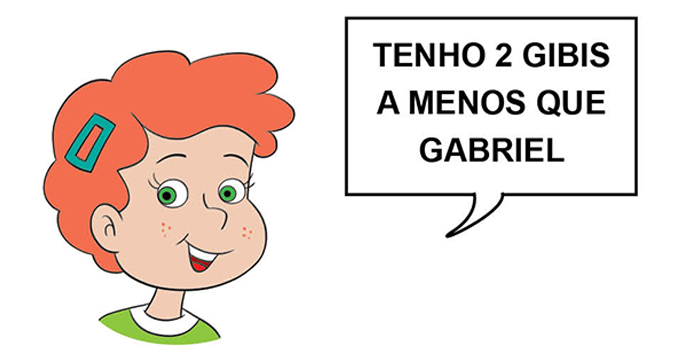 TENHO 2 GIBIS
A MENOS QUE
GABRIEL